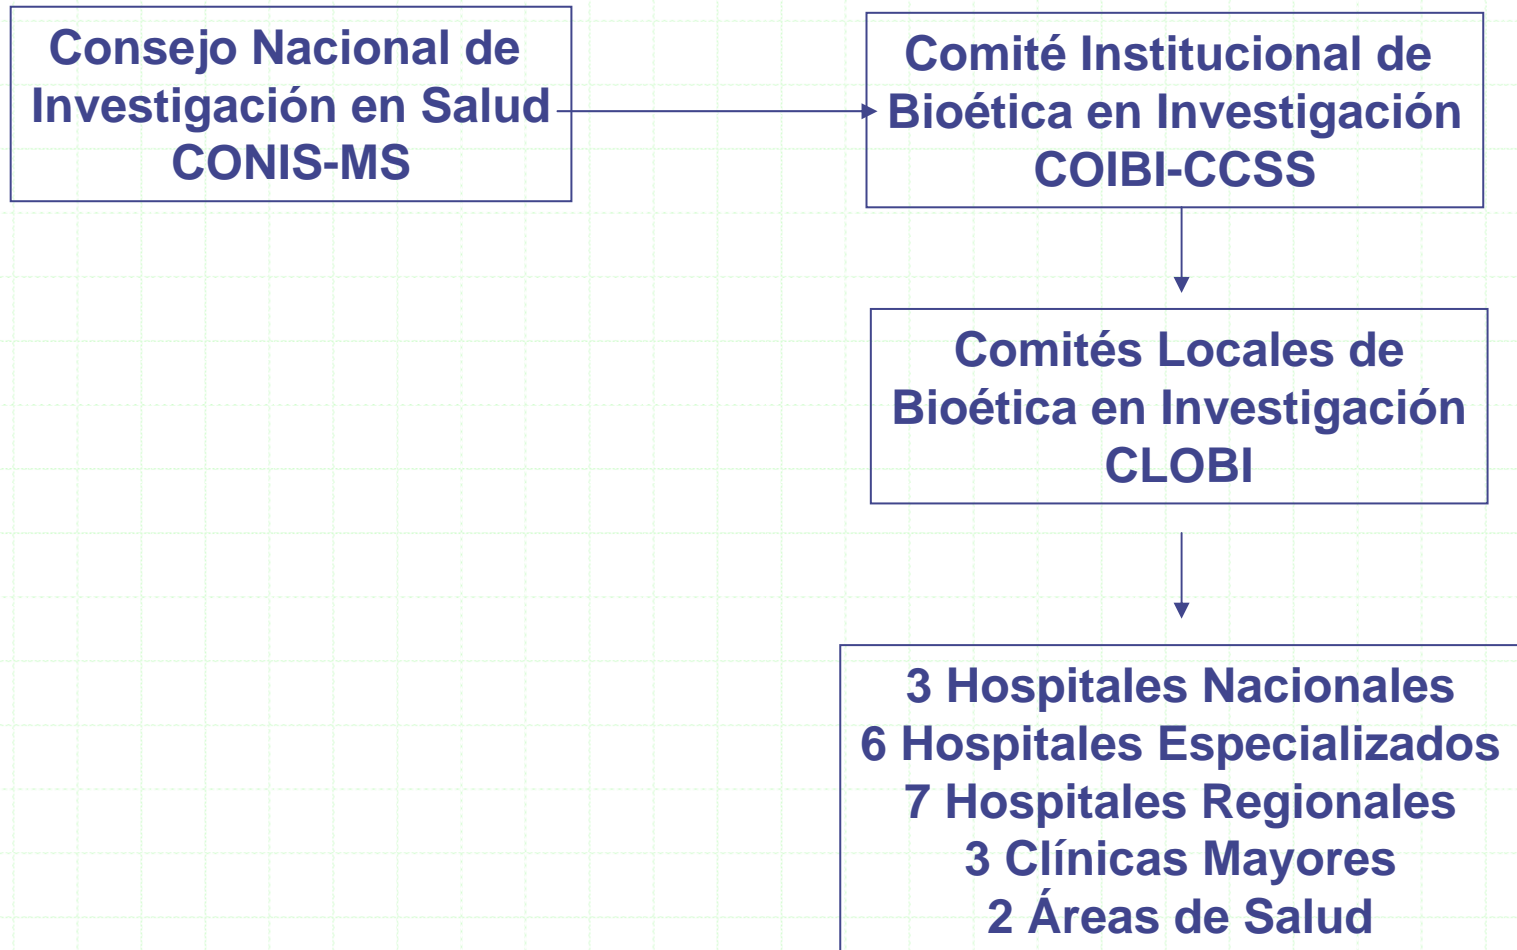 Consejo Nacional de
Investigación en Salud
CONIS-MS
Comité Institucional de
Bioética en Investigación
COIBI-CCSS
Comités Locales de
Bioética en Investigación
CLOBI
3 Hospitales Nacionales
6 Hospitales Especializados
7 Hospitales Regionales
3 Clínicas Mayores
2 Áreas de Salud